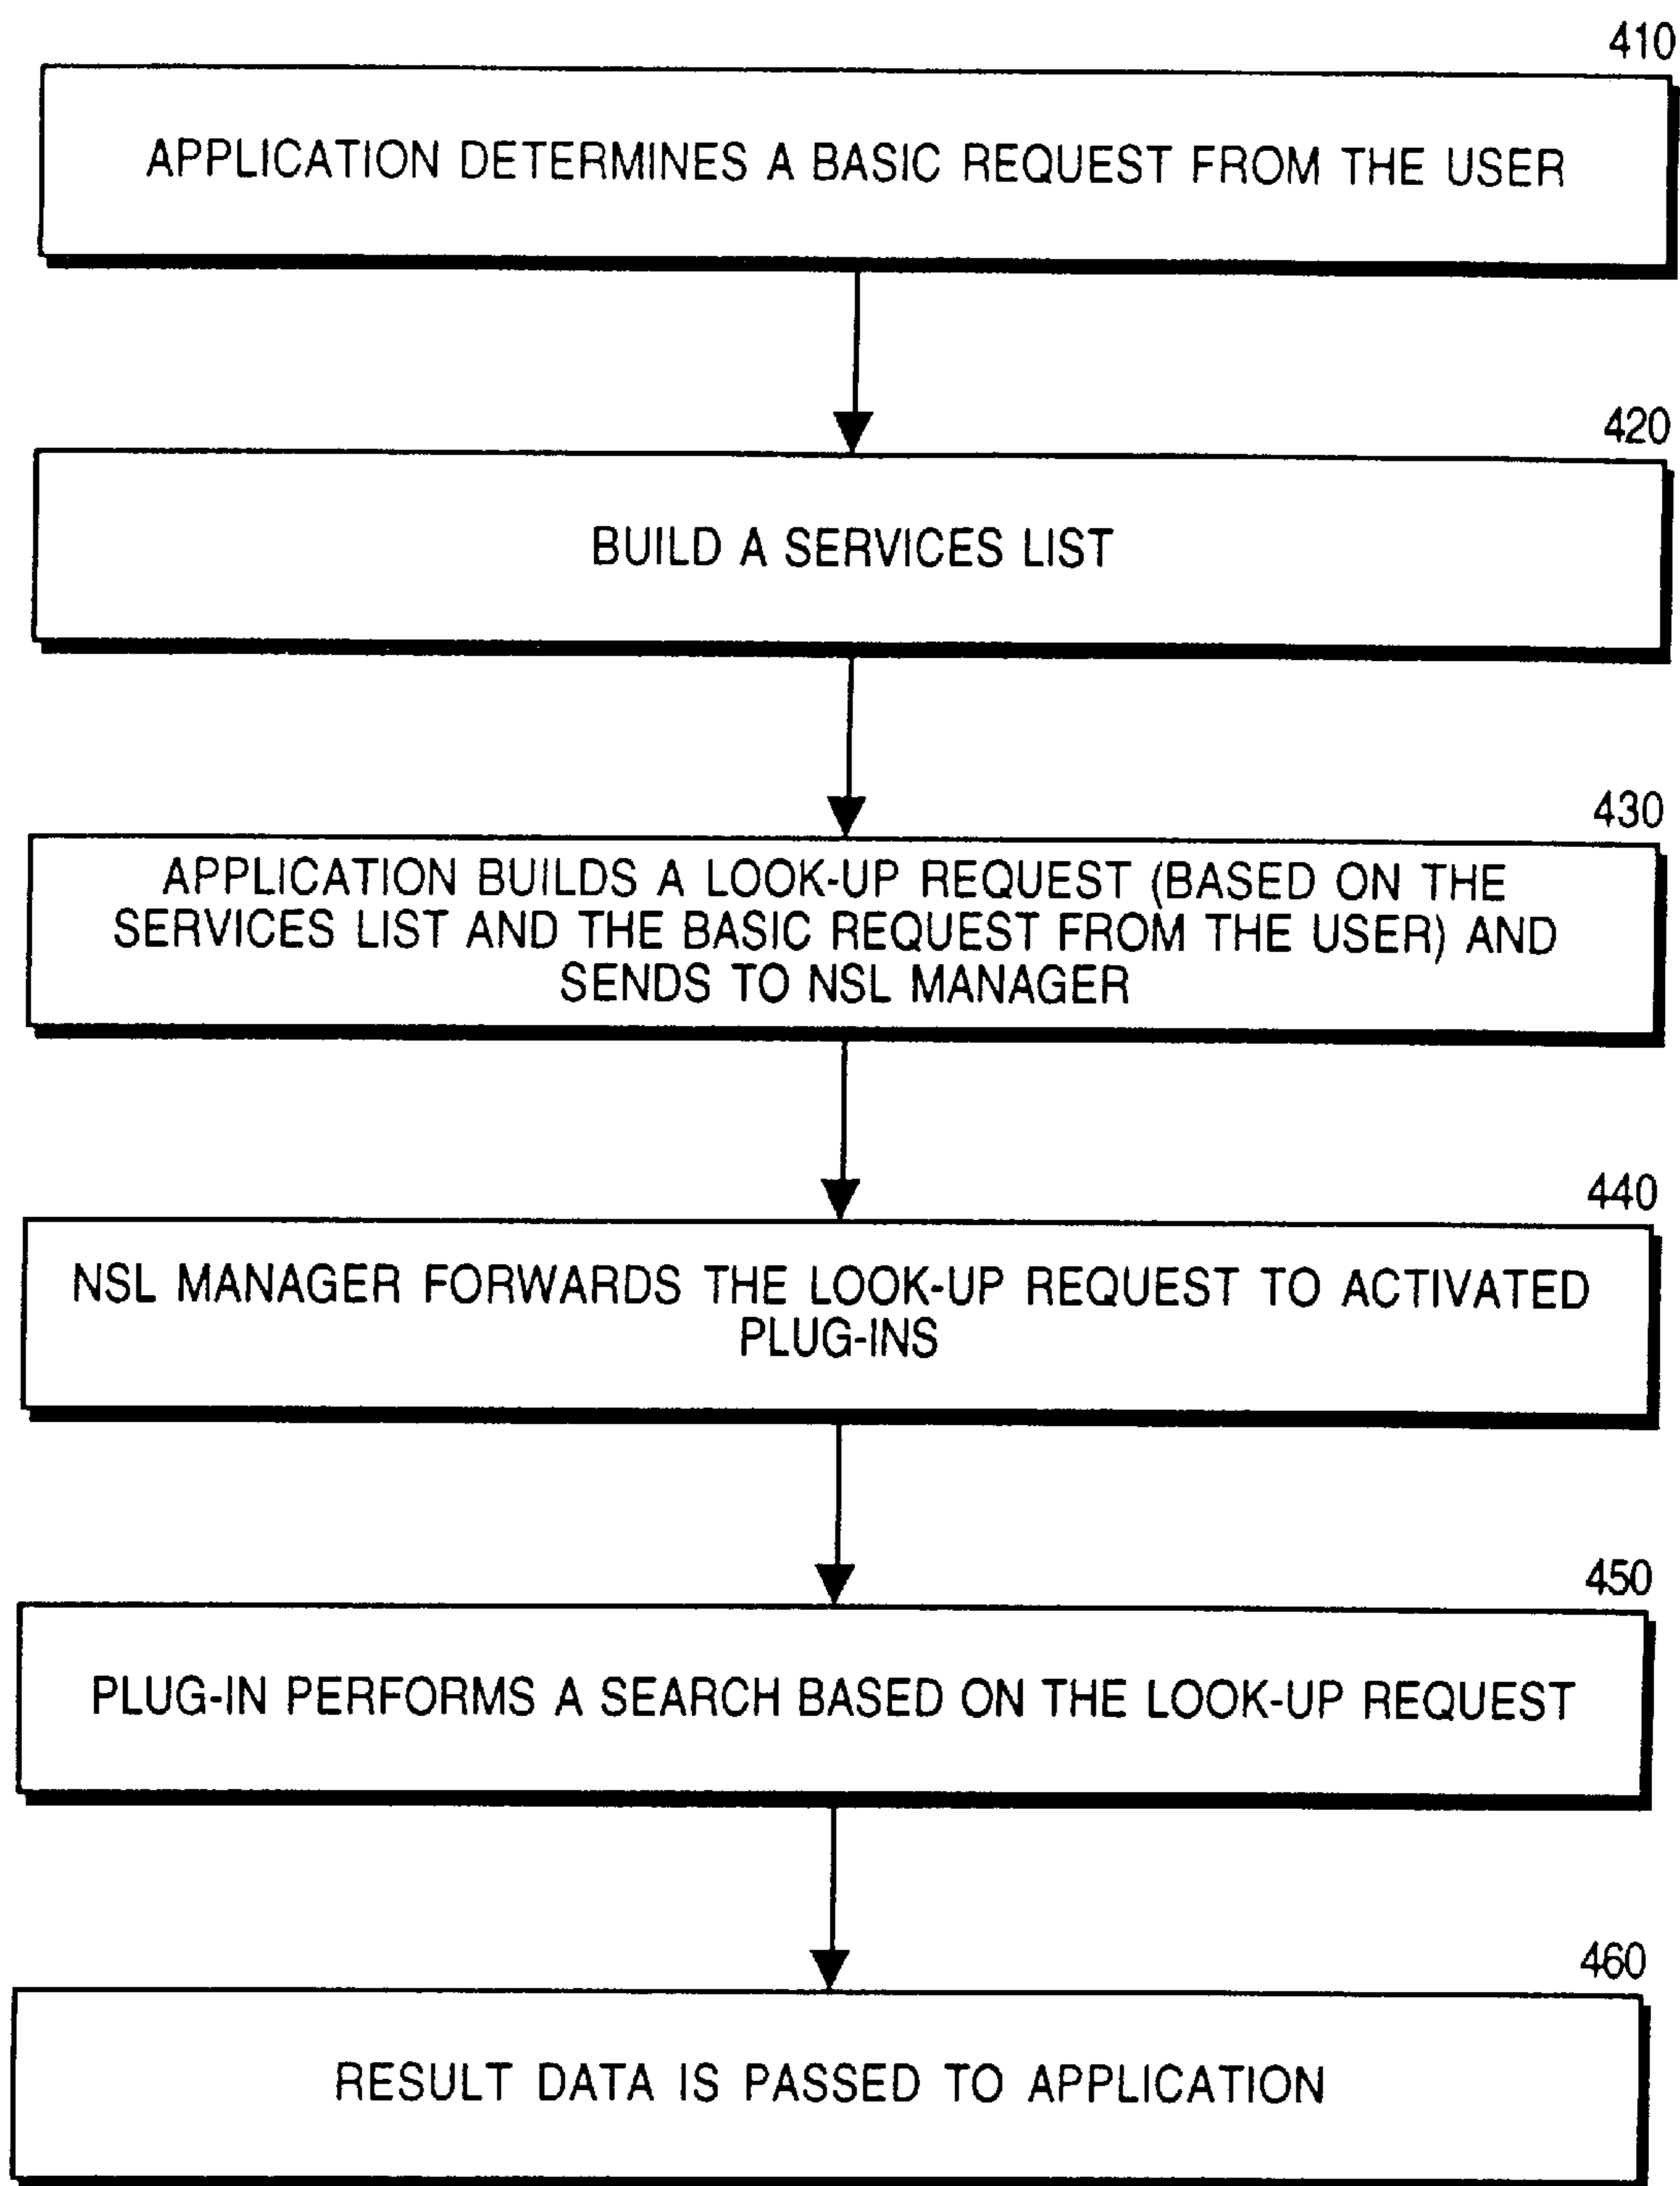 410
APPLICATION DETERMINES A BASIC REQUEST FROM THE USER
420
BUILD A SERVICES LIST
430
APPLICATION BUILDS A LOOK-UP REQUEST (BASED ON THE
SERVICES LIST AND THE BASIC REQUEST FROM THE USER) AND
SENDS TO NSL MANAGER
440
NSL MANAGER FORWARDS THE LOOK-UP REQUEST TO ACTIVATED
PLUG-INS
450
PLUG-IN PERFORMS A SEARCH BASED ON THE LOOK-UP REQUEST
460
RESULT DATA IS PASSED TO APPLICATION